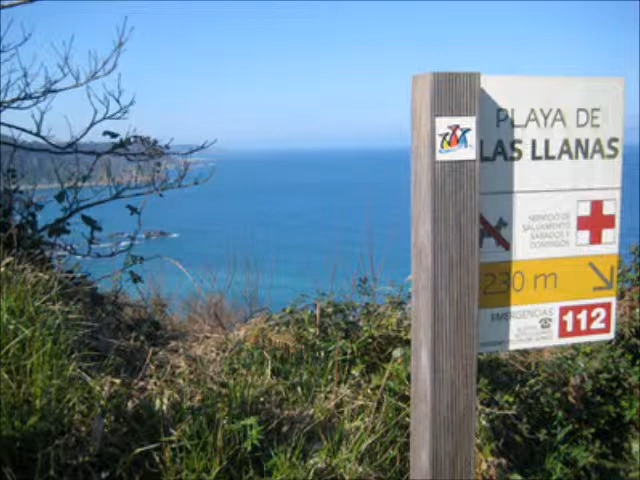 PLAYA DE
LAS LLANAS
SERVICIO DE
SALVAMENTO
SÁBADOS Y
DOMINGOS
230 m
EMERGENCIAS
112